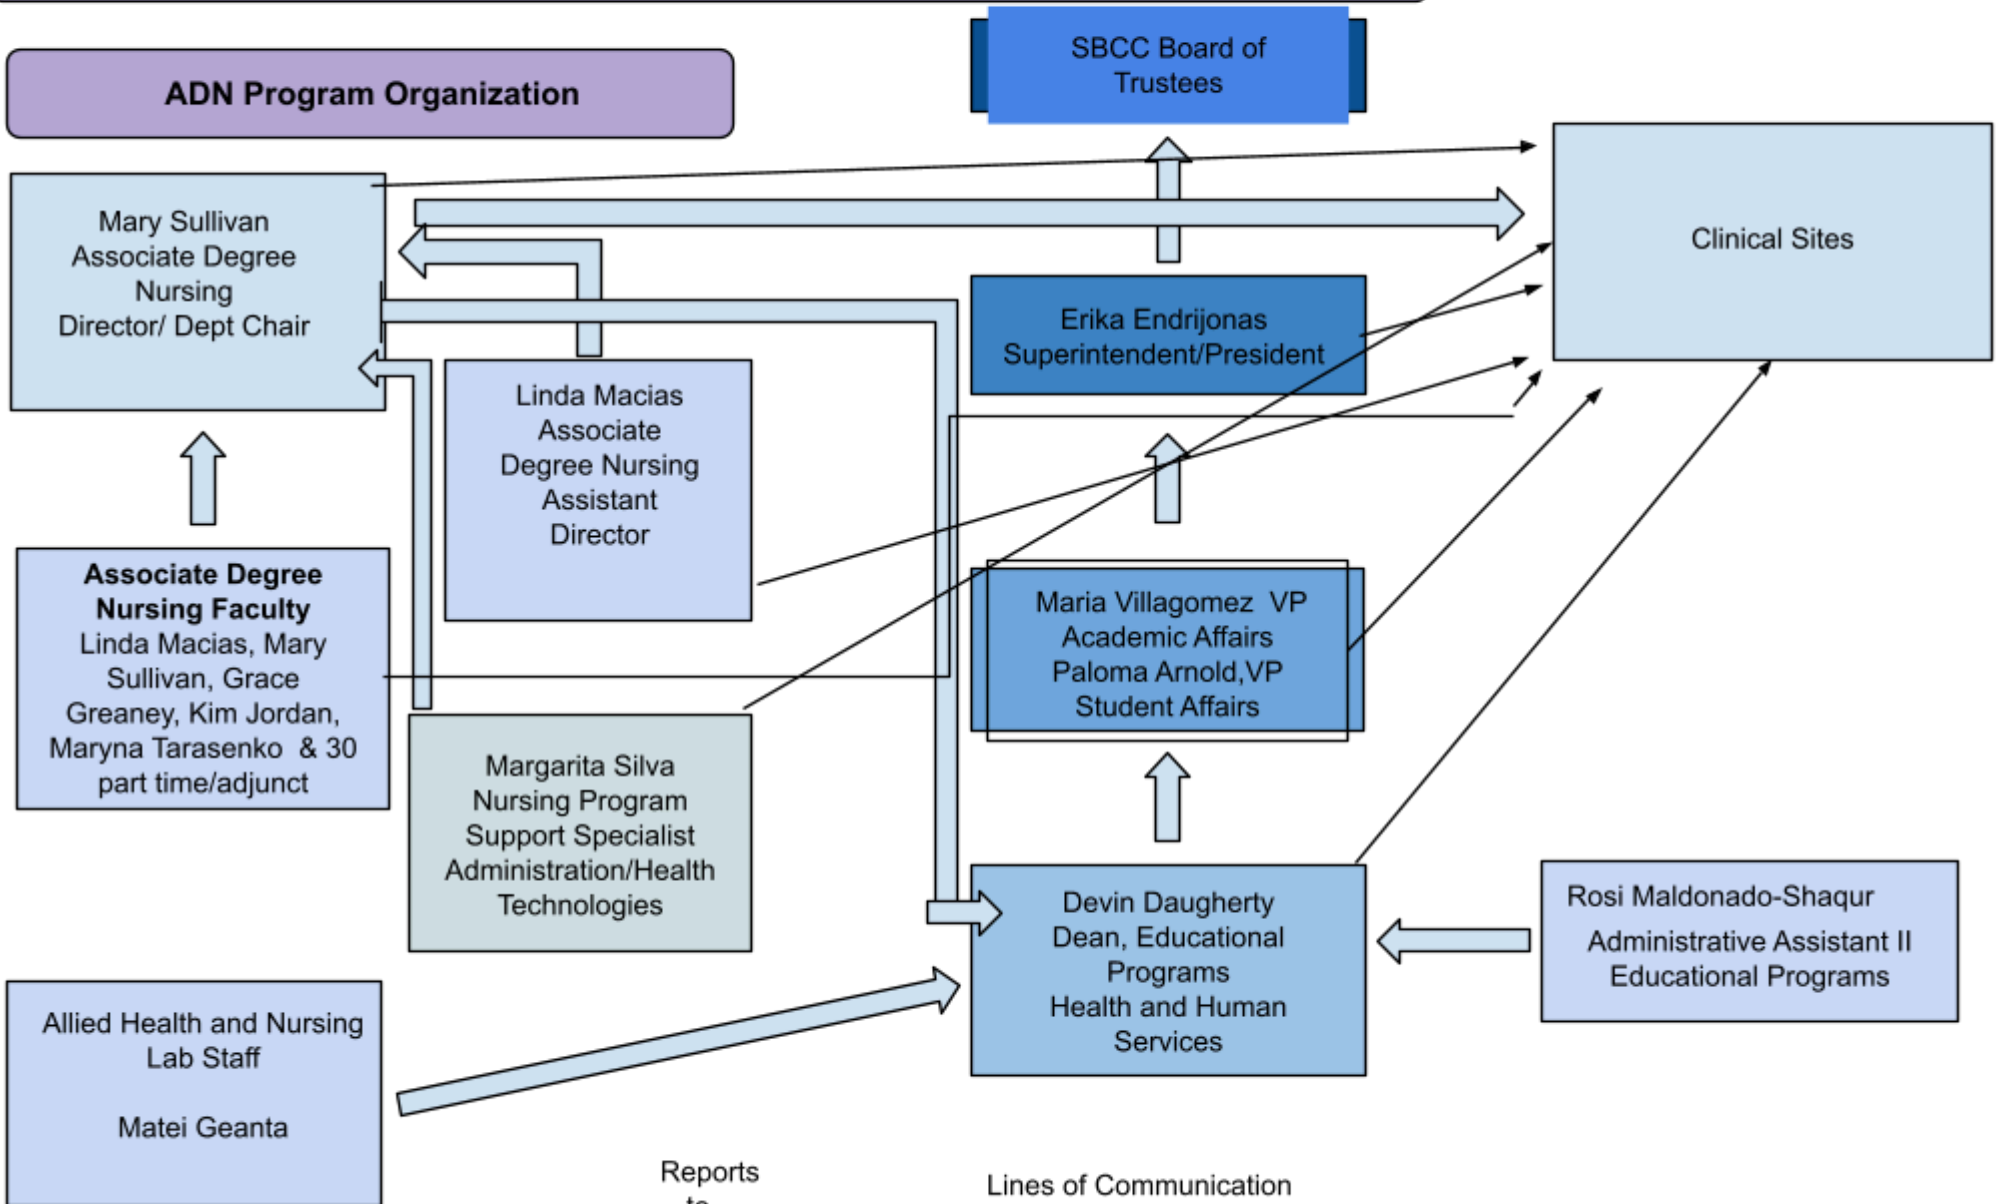 SBCC Board of
Trustees
ADN Program Organization
Mary Sullivan
Associate Degree
Nursing
Director/ Dept Chair
Clinical Sites
Erika Endrijonas
Superintendent/President
Linda Macias
Associate
Degree Nursing
Assistant
Director
Associate Degree
Nursing Faculty
Linda Macias, Mary
Sullivan, Grace
Greaney, Kim Jordan,
Maryna Tarasenko & 30
part time/adjunct
Maria Villagomez VP
Academic Affairs
Paloma Arnold,VP
Student Affairs
Margarita Silva
Nursing Program
Support Specialist
Administration/Health
Technologies
Devin Daugherty
Dean, Educational
Programs
Health and Human
Services
Rosi Maldonado-Shaqur
Administrative Assistant II
Educational Programs
Allied Health and Nursing
Lab Staff
Matei Geanta
Reports
to
Lines of Communication